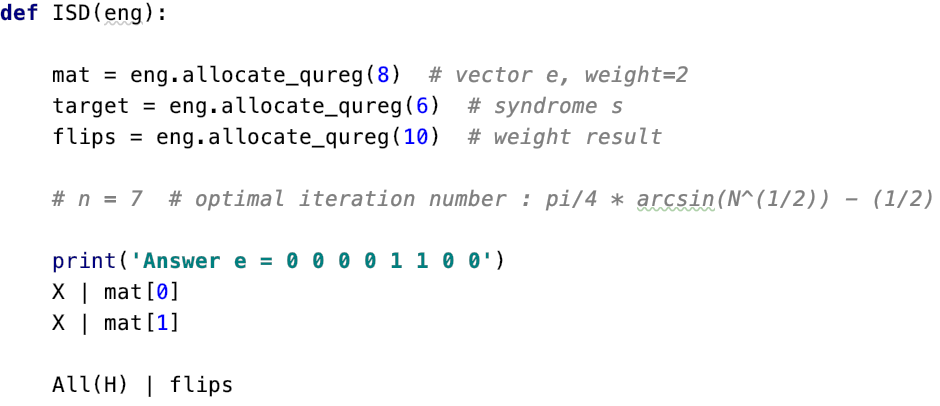 def ISD(eng):
mat = eng.allocate_qureg(8)  # vector e, weight=2
target = eng.allocate_qureg(6)  # syndrome s
flips = eng.allocate_qureg(10)  # weight result
# n = 7  # optimal iteration number : pi/4 * arcsin(N^(1/2)) - (1/2)
print('Answer e = 0 0 0 0 1 1 0 0')
X | mat[0]
X | mat[1]
All(H) | flips